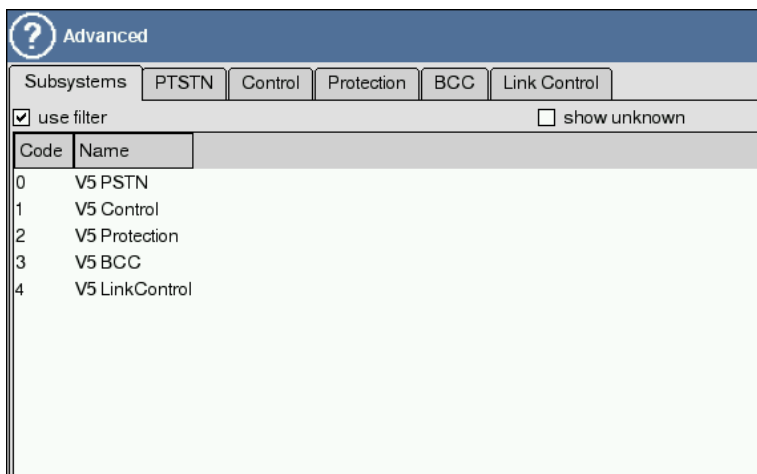 ? Advanced
Subsystems PTSTN Control Protection BCC Link Control
use filter show unknown
Code Name
0 V5 PSTN
1 V5 Control
2 V5 Protection
3 V5 BCC
4 V5 LinkControl